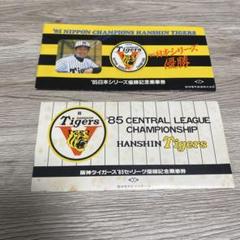 '85 NIPPON CHAMPIONS HANSHIN TIGERS
Tigers
日本シリーズ
優勝
'85日本シリーズ優勝記念乗車券
Tigers
'85 CENTRAL LEAGUE
CHAMPIONSHIP
HANSHIN Tigers
阪神タイガース'85セ・リーグ優勝記念乗車券